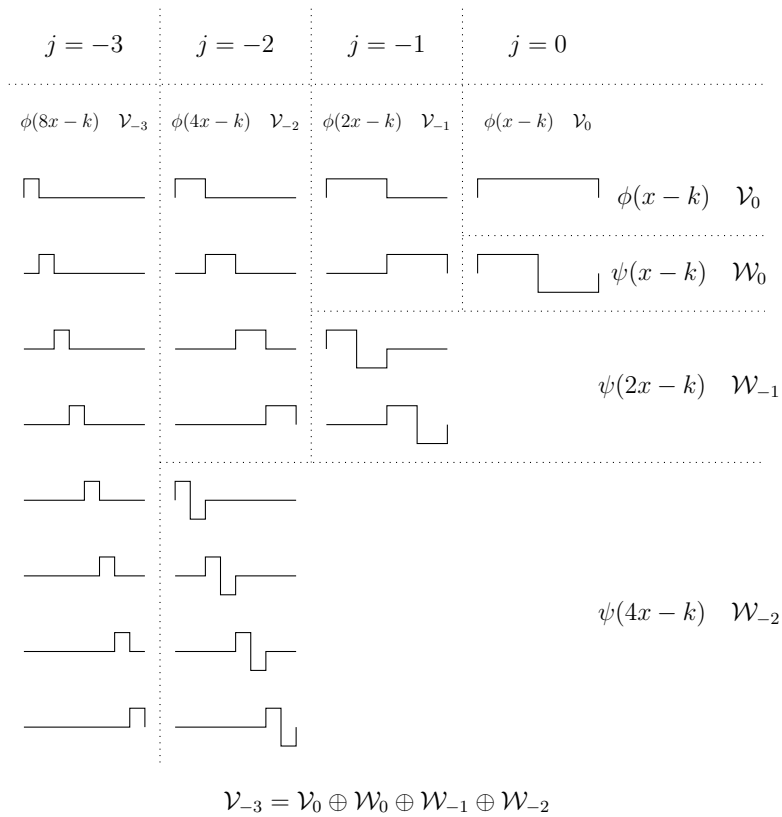 j = −3 j = −2 j = −1 j = 0
ϕ(8x − k) 𝒱₋₃ ϕ(4x − k) 𝒱₋₂ ϕ(2x − k) 𝒱₋₁ ϕ(x − k) 𝒱₀
ϕ(x − k) 𝒱₀
ψ(x − k) 𝒲₀
ψ(2x − k) 𝒲₋₁
ψ(4x − k) 𝒲₋₂
𝒱₋₃ = 𝒱₀ ⊕ 𝒲₀ ⊕ 𝒲₋₁ ⊕ 𝒲₋₂